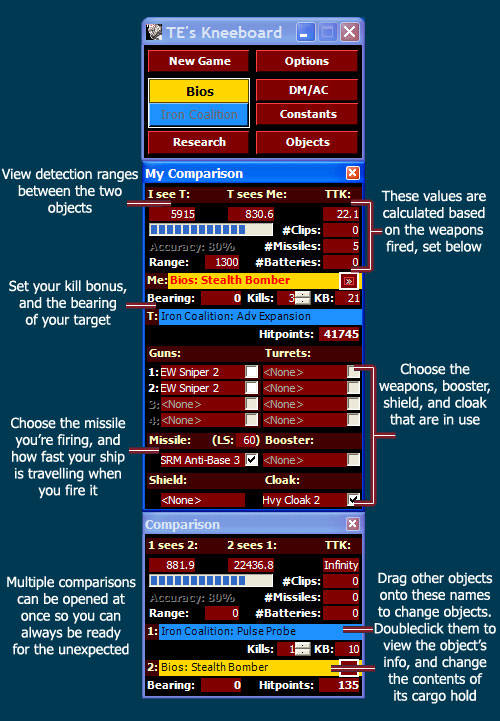 TE's Kneeboard
New Game
Options
Bios
DM/AC
Iron Coalition
Constants
Research
Objects
View detection ranges
between the two
objects
My Comparison
I see T:
T sees Me:
TTK:
5915
830.6
22.1
#Clips:
0
Accuracy: 80%
#Missiles:
5
Range:
1300
#Batteries:
0
These values are
calculated based
on the weapons
fired, set below
Set your kill bonus,
and the bearing
of your target
Me:
Bios: Stealth Bomber
»
Bearing:
0
Kills:
3
KB:
21
T:
Iron Coalition: Adv Expansion
Hitpoints:
41745
Guns:
Turrets:
1:
EW Sniper 2
<None>
2:
EW Sniper 2
<None>
3:
<None>
<None>
4:
<None>
<None>
Choose the
weapons, booster,
shield, and cloak
that are in use
Choose the missile
you're firing, and
how fast your ship
is travelling when
you fire it
Missile:
(LS:
60)
Booster:
SRM Anti-Base 3
<None>
Shield:
Cloak:
<None>
Hvy Cloak 2
Comparison
1 sees 2:
2 sees 1:
TTK:
881.9
22436.8
Infinity
#Clips:
0
Accuracy: 80%
#Missiles:
0
Range:
0
#Batteries:
0
Multiple comparisons
can be opened at
once so you can
always be ready
for the unexpected
1:
Iron Coalition: Pulse Probe
Kills:
1
KB:
10
2:
Bios: Stealth Bomber
Bearing:
0
Hitpoints:
135
Drag other objects
onto these names
to change objects.
Doubleclick them to
view the object's
info, and change
the contents of
its cargo hold